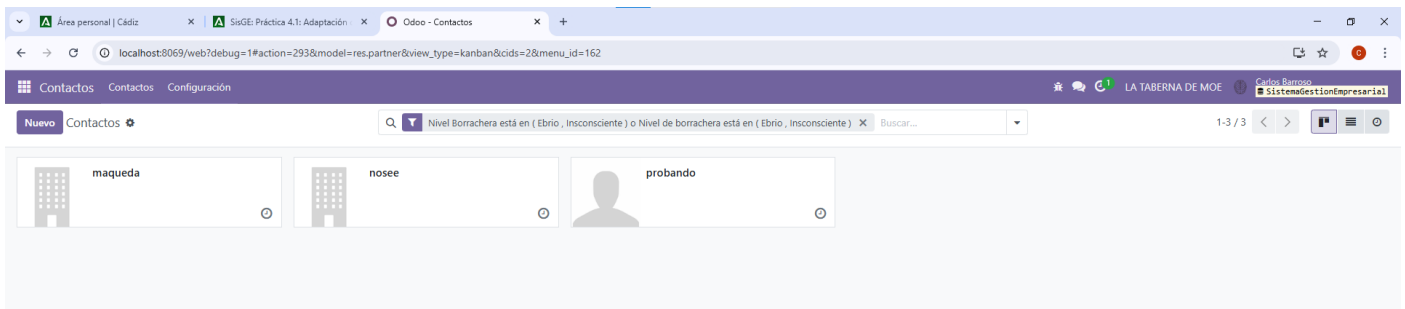 Área personal | Cádiz
SisGE: Práctica 4.1: Adaptación
Odoo - Contactos
localhost:8069/web?debug=1#action=293&model=res.partner&view_type=kanban&cids=2&menu_id=162
C
Contactos Contactos Configuración
1 LA TABERNA DE MOE Carlos Barroso
SistemaGestionEmpresarial
Nuevo Contactos
Nivel Borrachera está en ( Ebrio , Insconsciente ) o Nivel de borrachera está en ( Ebrio , Insconsciente ) Buscar...
1-3 / 3
maqueda
nosee
probando